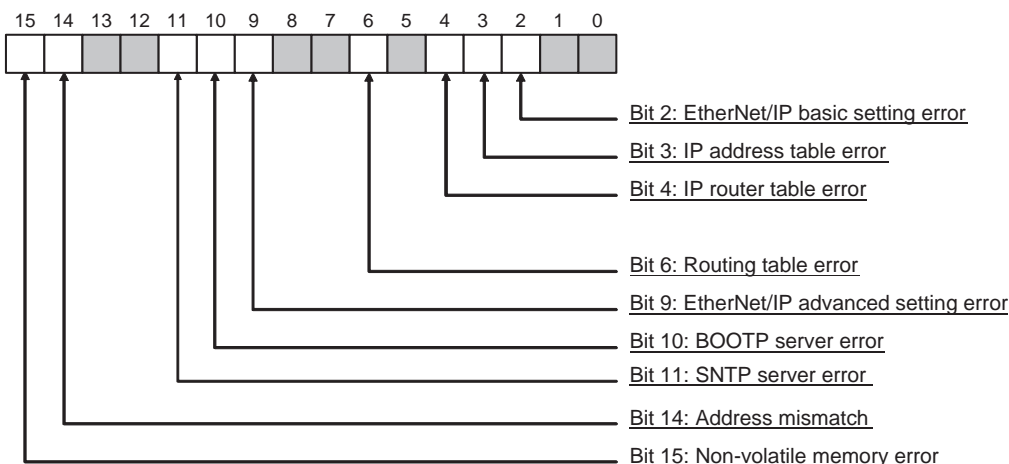 15 14 13 12 11 10 9 8 7 6 5 4 3 2 1 0
Bit 2: EtherNet/IP basic setting error
Bit 3: IP address table error
Bit 4: IP router table error
Bit 6: Routing table error
Bit 9: EtherNet/IP advanced setting error
Bit 10: BOOTP server error
Bit 11: SNTP server error
Bit 14: Address mismatch
Bit 15: Non-volatile memory error